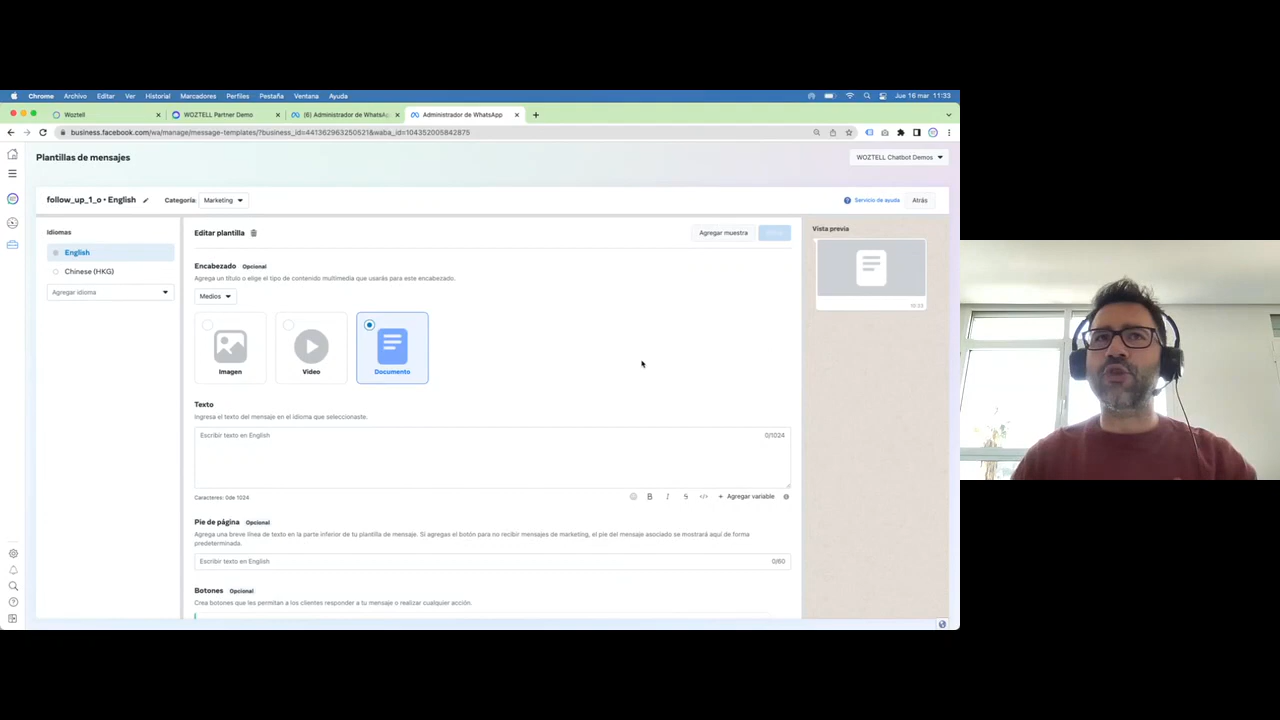 Chrome Archivo Editar Ver Historial Marcadores Perfiles Pestaña Ventana Ayuda Jue 16 mar 11:33
Woztell WOZTELL Partner Demo (6) Administrador de WhatsA Administrador de WhatsApp
business.facebook.com/wa/manage/message-templates/?business_id=441362963250521&waba_id=104352005842875
Plantillas de mensajes
WOZTELL Chatbot Demos
follow_up_1_o • English Categoría: Marketing
Servicio de ayuda Atrás
Idiomas
English
Chinese (HKG)
Agregar idioma
Editar plantilla
Agregar muestra
Encabezado Opcional
Agrega un título o elige el tipo de contenido multimedia que usarás para este encabezado.
Medios
Imagen Video Documento
Texto
Ingresa el texto del mensaje en el idioma que seleccionaste.
Escribir texto en English 0/1024
Caracteres: 0de 1024
B I S </> + Agregar variable
Pie de página Opcional
Agrega una breve línea de texto en la parte inferior de tu plantilla de mensaje. Si agregas el botón para no recibir mensajes de marketing, el pie del mensaje asociado se mostrará aquí de forma
predeterminada.
Escribir texto en English 0/60
Botones Opcional
Crea botones que les permitan a los clientes responder a tu mensaje o realizar cualquier acción.
Vista previa